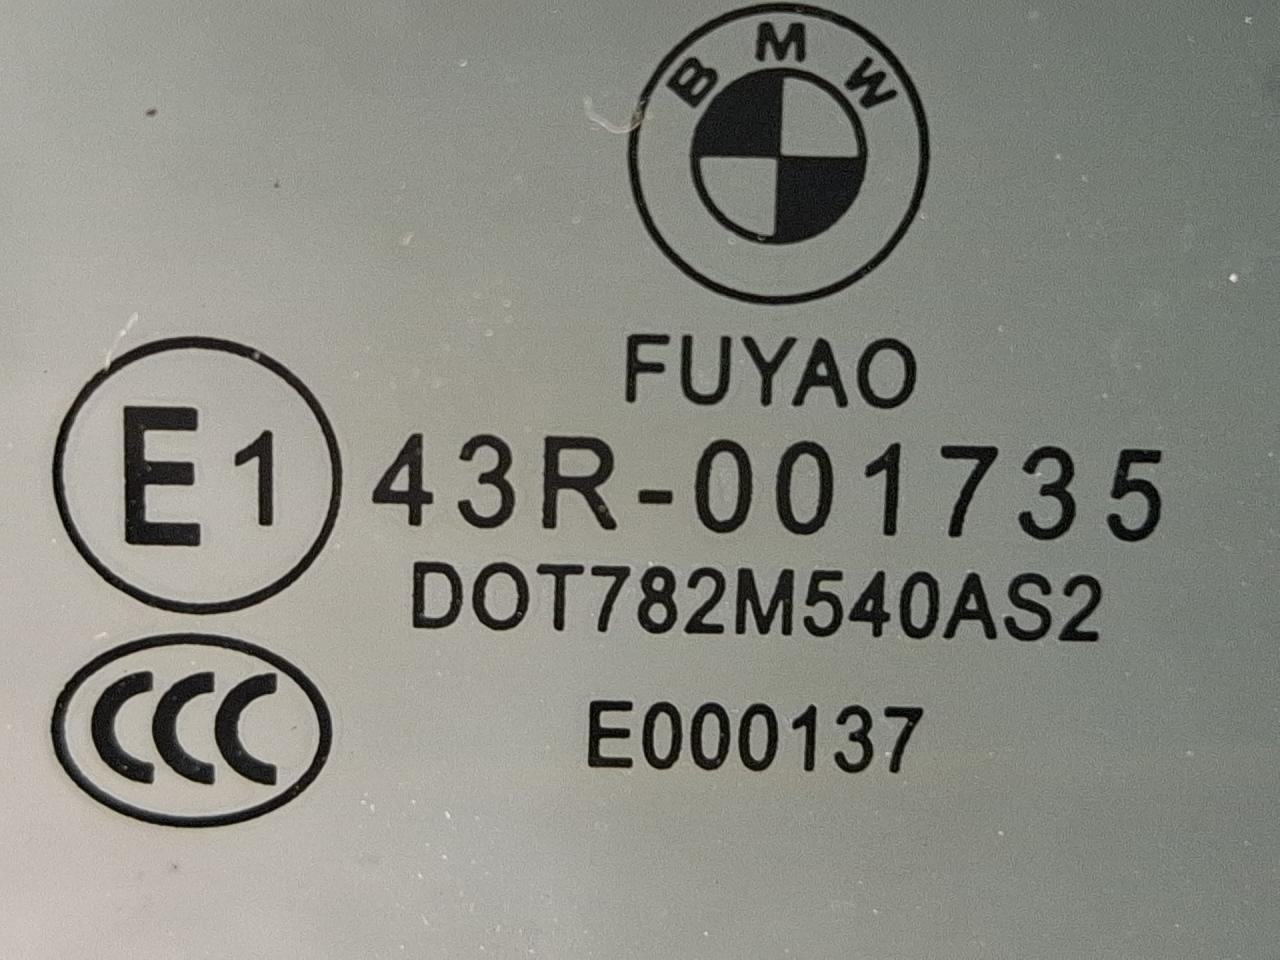 BMW
FUYAO
E1 43R-001735
DOT782M540AS2
CCC E000137